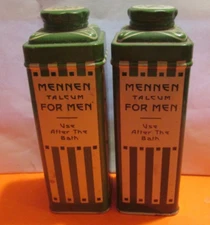 MENNEN
TALCUM
FOR MEN
Use
After The
Bath
MENNEN
TALCUM
FOR MEN
Use
After The
Bath